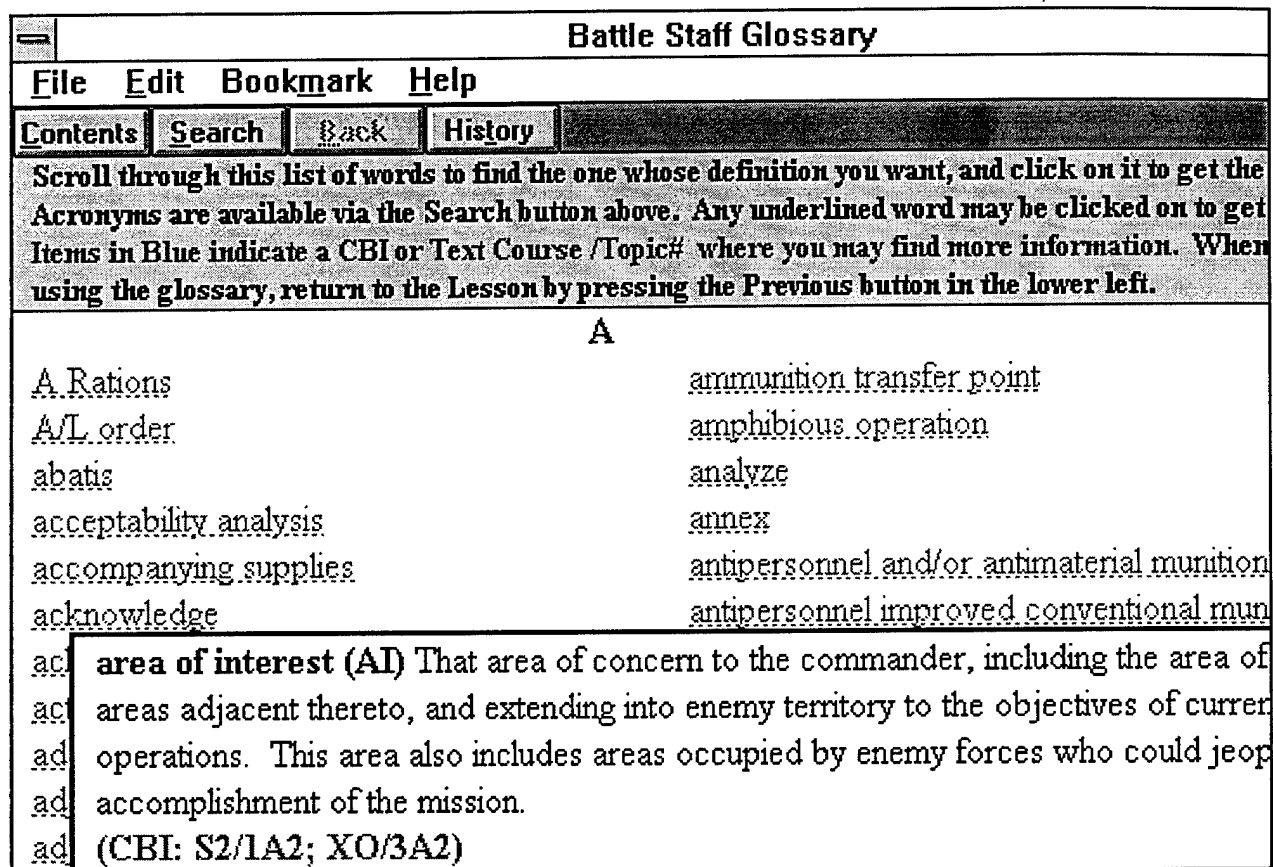 Battle Staff Glossary
File Edit Bookmark Help
Contents Search Back History
Scroll through this list of words to find the one whose definition you want, and click on it to get the
Acronyms are available via the Search button above. Any underlined word may be clicked on to get
Items in Blue indicate a CBI or Text Course /Topic# where you may find more information. When
using the glossary, return to the Lesson by pressing the Previous button in the lower left.
A
A Rations
A/L order
abatis
acceptability analysis
accompanying supplies
acknowledge
ammunition transfer point
amphibious operation
analyze
annex
antipersonnel and/or antimaterial munition
antipersonnel improved conventional mun
act
ad
ad
ad
area of interest (AI) That area of concern to the commander, including the area of
areas adjacent thereto, and extending into enemy territory to the objectives of curren
operations. This area also includes areas occupied by enemy forces who could jeop
accomplishment of the mission.
(CBI: S2/1A2; XO/3A2)